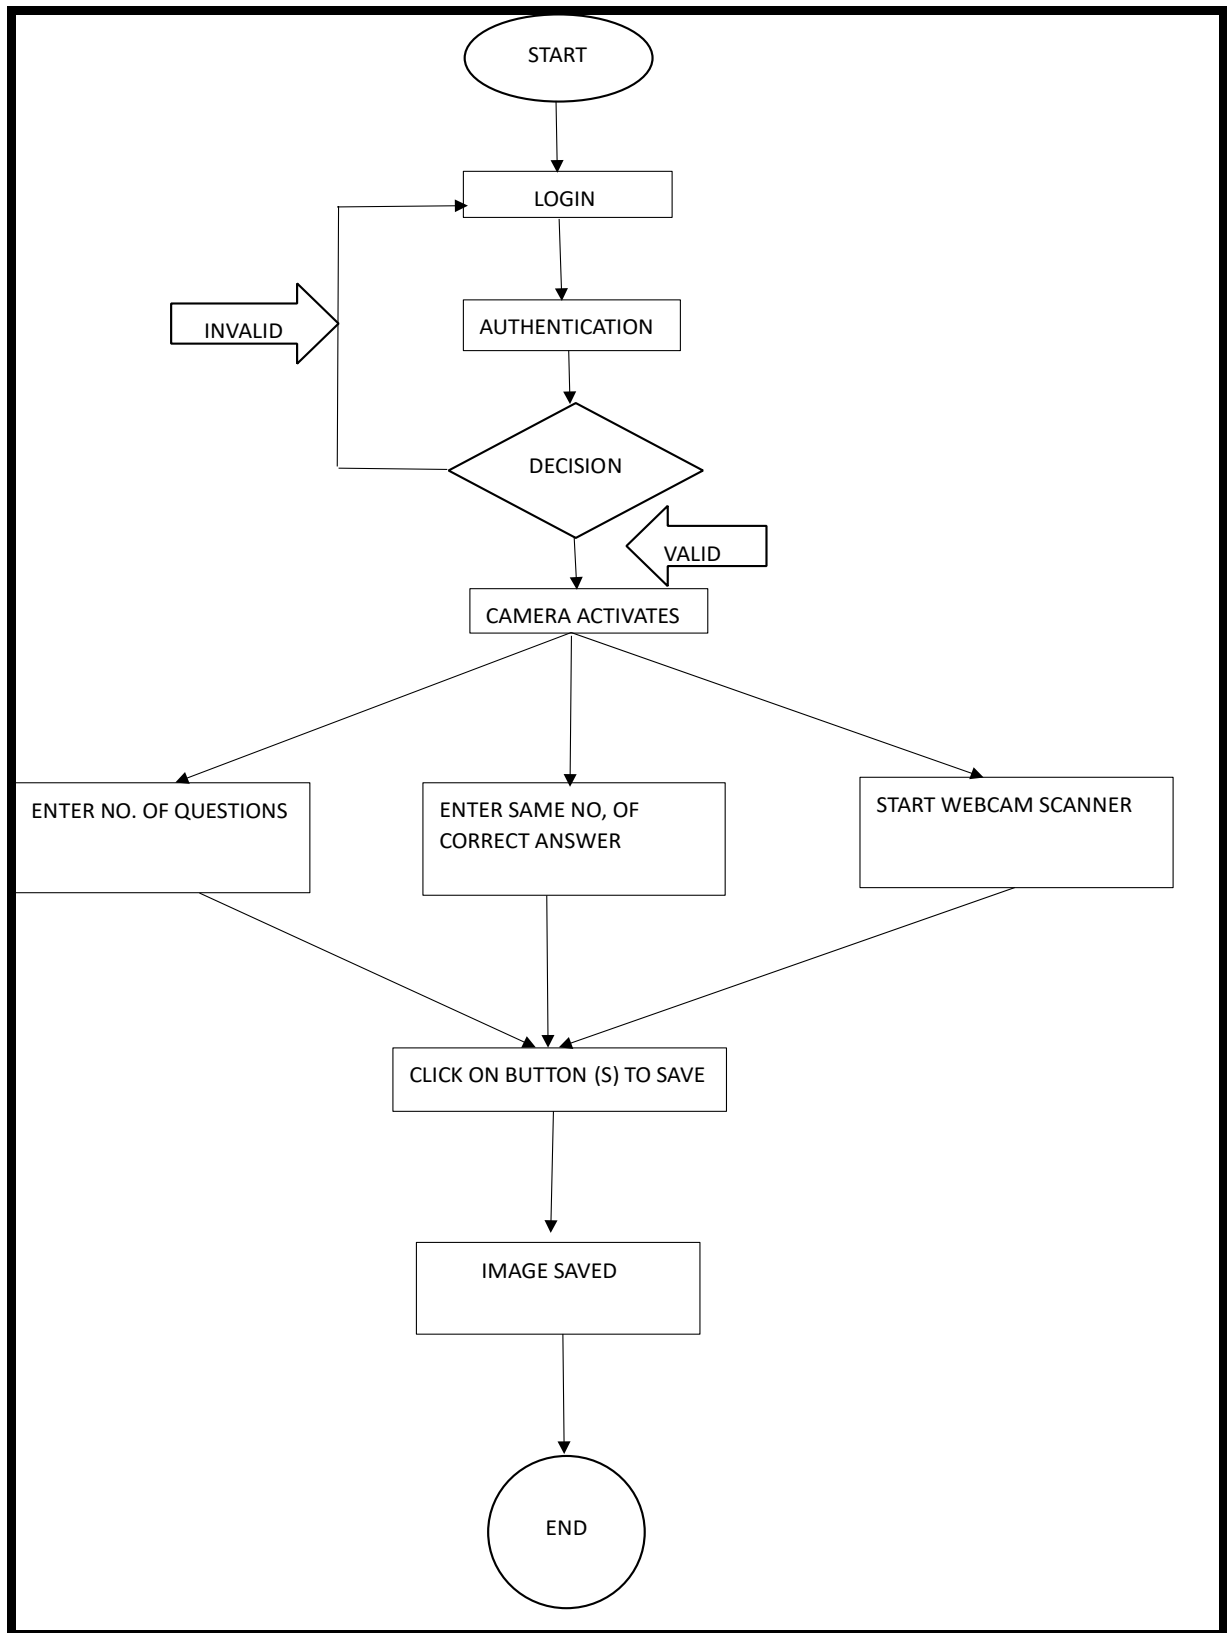 START
LOGIN
INVALID
AUTHENTICATION
DECISION
VALID
CAMERA ACTIVATES
ENTER NO. OF QUESTIONS
ENTER SAME NO, OF
CORRECT ANSWER
START WEBCAM SCANNER
CLICK ON BUTTON (S) TO SAVE
IMAGE SAVED
END